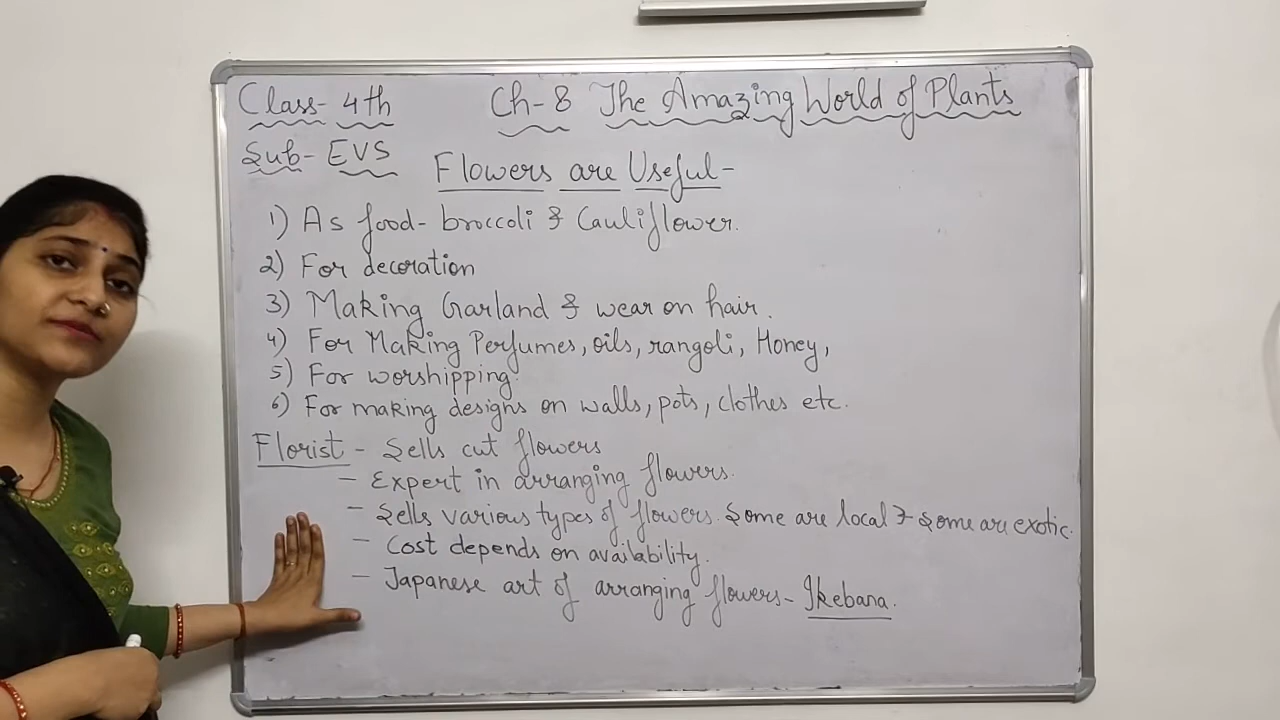 Class- 4th Ch- 8 The Amazing World of Plants
Sub- EVS
Flowers are Useful-
1) As food- broccoli & Cauliflower.
2) For decoration
3) Making Garland & wear on hair.
4) For Making Perfumes, oils, rangoli, Honey,
5) For worshipping.
6) For making designs on walls, pots, clothes etc.
Florist - Sells cut flowers
- Expert in arranging flowers.
- Sells various types of flowers. Some are local & some are exotic.
- Cost depends on availability.
- Japanese art of arranging flowers- Ikebana.